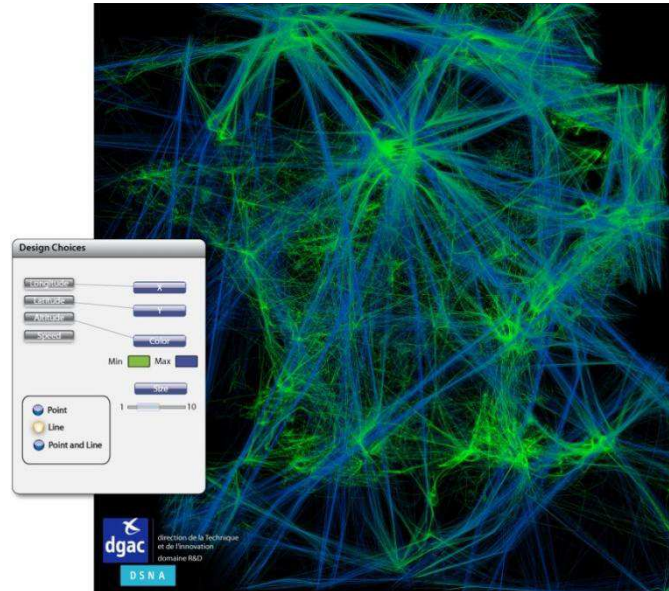 Design Choices
Longitude
X
Latitude
Y
Altitude
Color
Speed
Min Max
Size
1 10
Point
Line
Point and Line
dgac
direction de la Technique
et de l'innovation
domaine R&D
DSNA